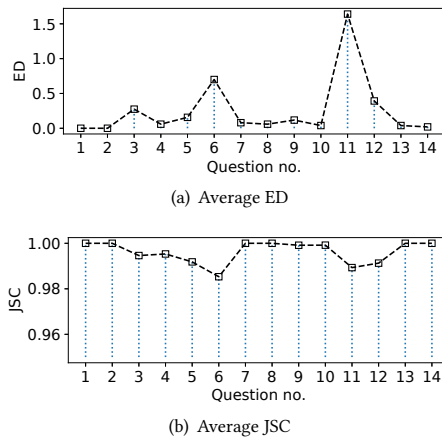 1.5
1.0
0.5
0.0
ED
1 2 3 4 5 6 7 8 9 10 11 12 13 14
Question no.
(a) Average ED
1.00
0.98
0.96
JSC
1 2 3 4 5 6 7 8 9 10 11 12 13 14
Question no.
(b) Average JSC